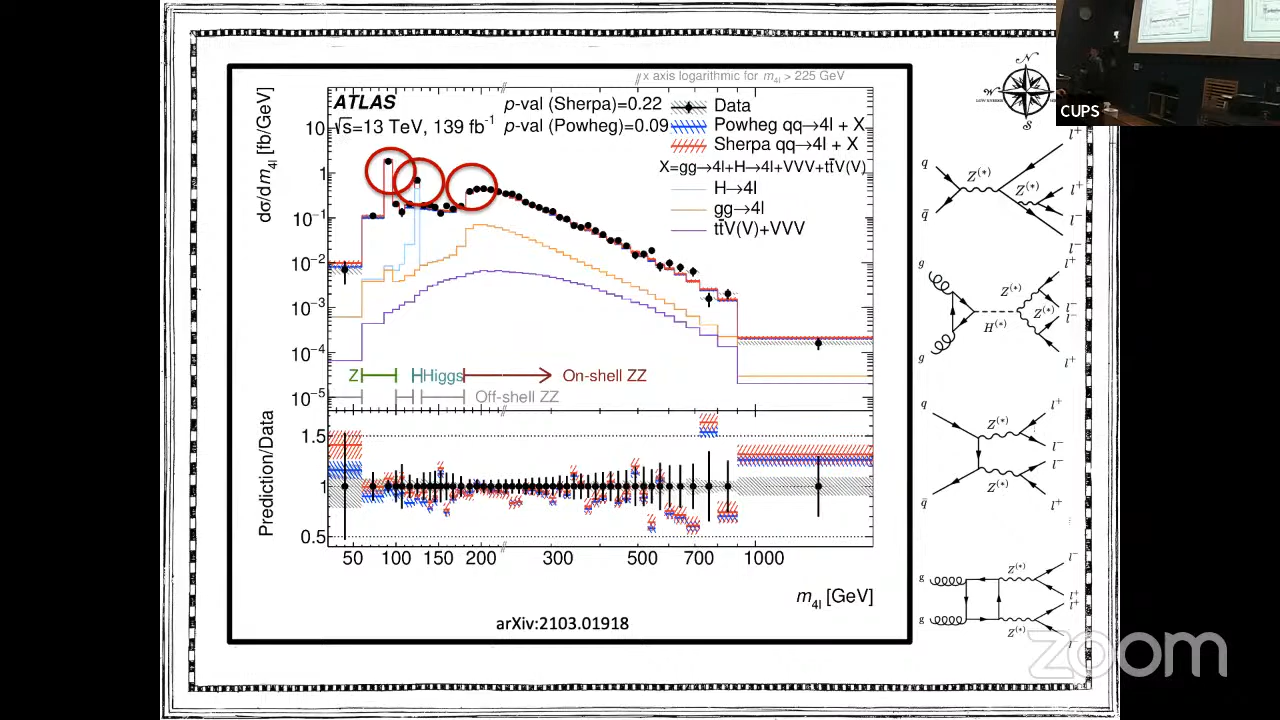 x axis logarithmic for m4l > 225 GeV
ATLAS
√s=13 TeV, 139 fb-1
p-val (Sherpa)=0.22
p-val (Powheg)=0.09
Data
Powheg qq→4l + X
Sherpa qq→4l + X
X=gg→4l+H→4l+VVV+tt̄V(V)
H→4l
gg→4l
tt̄V(V)+VVV
dσ/dm4l [fb/GeV]
10
1
10−1
10−2
10−3
10−4
10−5
Z
Higgs
On-shell ZZ
Off-shell ZZ
Prediction/Data
1.5
1
0.5
50 100 150 200 300 500 700 1000
m4l [GeV]
arXiv:2103.01918
N
W
S
CUPS
q
q̄
Z(*)
Z(*)
l+
l+
l−
l−
g
g
H(*)
Z(*)
Z(*)
l+
l−
l−
l+
q
q̄
Z(*)
Z(*)
l+
l−
l−
l+
g
g
Z(*)
Z(*)
l−
l+
l+
l−
zoom